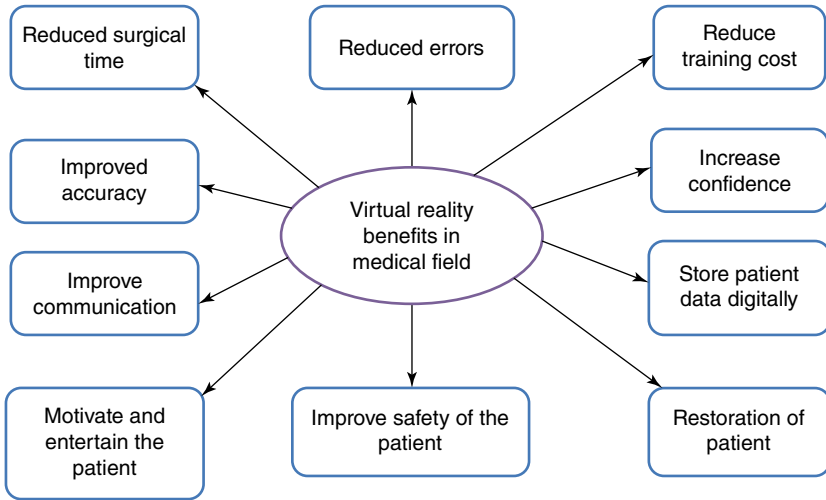 Reduced surgical
time
Reduced errors
Reduce
training cost
Improved
accuracy
Increase
confidence
Virtual reality
benefits in
medical field
Improve
communication
Store patient
data digitally
Motivate and
entertain the
patient
Improve safety of the
patient
Restoration of
patient